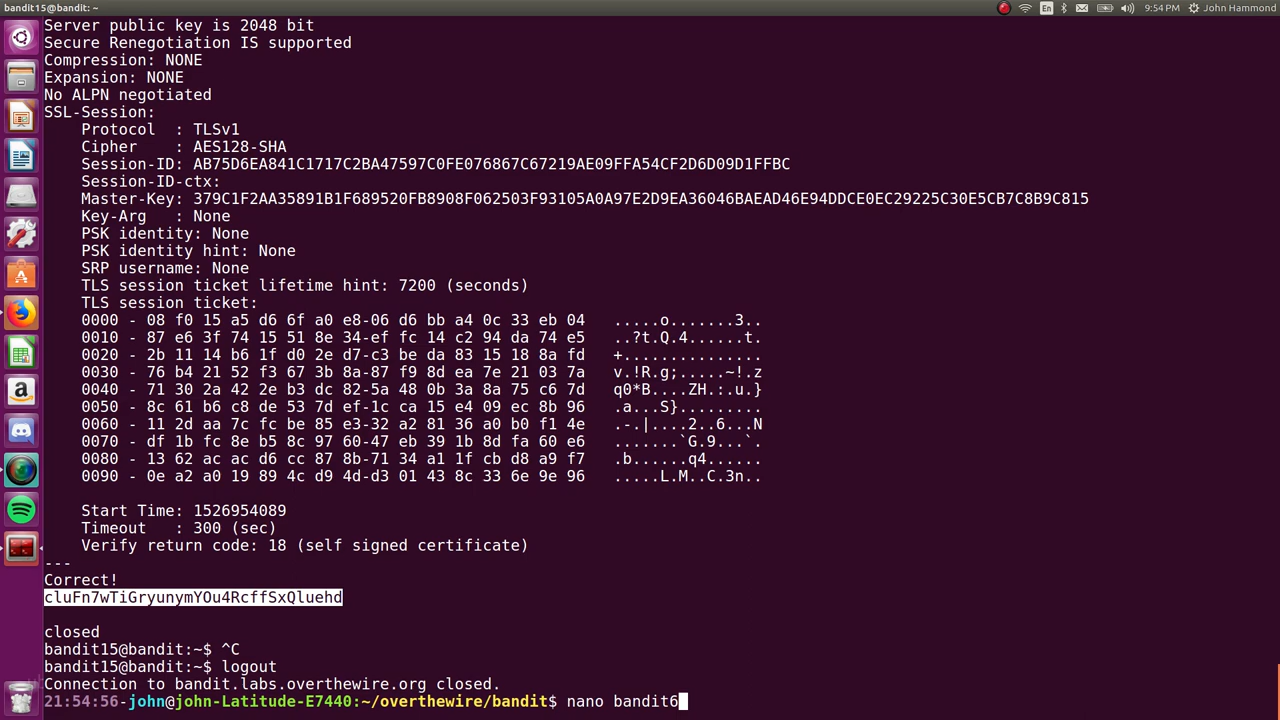 bandit15@bandit: ~
En
9:54 PM
John Hammond
Server public key is 2048 bit
Secure Renegotiation IS supported
Compression: NONE
Expansion: NONE
No ALPN negotiated
SSL-Session:
    Protocol  : TLSv1
    Cipher    : AES128-SHA
    Session-ID: AB75D6EA841C1717C2BA47597C0FE076867C67219AE09FFA54CF2D6D09D1FFBC
    Session-ID-ctx:
    Master-Key: 379C1F2AA35891B1F689520FB8908F062503F93105A0A97E2D9EA36046BAEAD46E94DDCE0EC29225C30E5CB7C8B9C815
    Key-Arg   : None
    PSK identity: None
    PSK identity hint: None
    SRP username: None
    TLS session ticket lifetime hint: 7200 (seconds)
    TLS session ticket:
    0000 - 08 f0 15 a5 d6 6f a0 e8-06 d6 bb a4 0c 33 eb 04   .....o.......3..
    0010 - 87 e6 3f 74 15 51 8e 34-ef fc 14 c2 94 da 74 e5   ..?t.Q.4......t.
    0020 - 2b 11 14 b6 1f d0 2e d7-c3 be da 83 15 18 8a fd   +...............
    0030 - 76 b4 21 52 f3 67 3b 8a-87 f9 8d ea 7e 21 03 7a   v.!R.g;.....~!.z
    0040 - 71 30 2a 42 2e b3 dc 82-5a 48 0b 3a 8a 75 c6 7d   q0*B....ZH.:.u.}
    0050 - 8c 61 b6 c8 de 53 7d ef-1c ca 15 e4 09 ec 8b 96   .a...S}.........
    0060 - 11 2d aa 7c fc be 85 e3-32 a2 81 36 a0 b0 f1 4e   .-.|....2..6...N
    0070 - df 1b fc 8e b5 8c 97 60-47 eb 39 1b 8d fa 60 e6   .......`G.9...`.
    0080 - 13 62 ac ac d6 cc 87 8b-71 34 a1 1f cb d8 a9 f7   .b......q4......
    0090 - 0e a2 a0 19 89 4c d9 4d-d3 01 43 8c 33 6e 9e 96   .....L.M..C.3n..
    Start Time: 1526954089
    Timeout   : 300 (sec)
    Verify return code: 18 (self signed certificate)
---
Correct!
cluFn7wTiGryunymYOu4RcffSxQluehd
closed
bandit15@bandit:~$ ^C
bandit15@bandit:~$ logout
Connection to bandit.labs.overthewire.org closed.
21:54:56-john@john-Latitude-E7440:~/overthewire/bandit$ nano bandit6